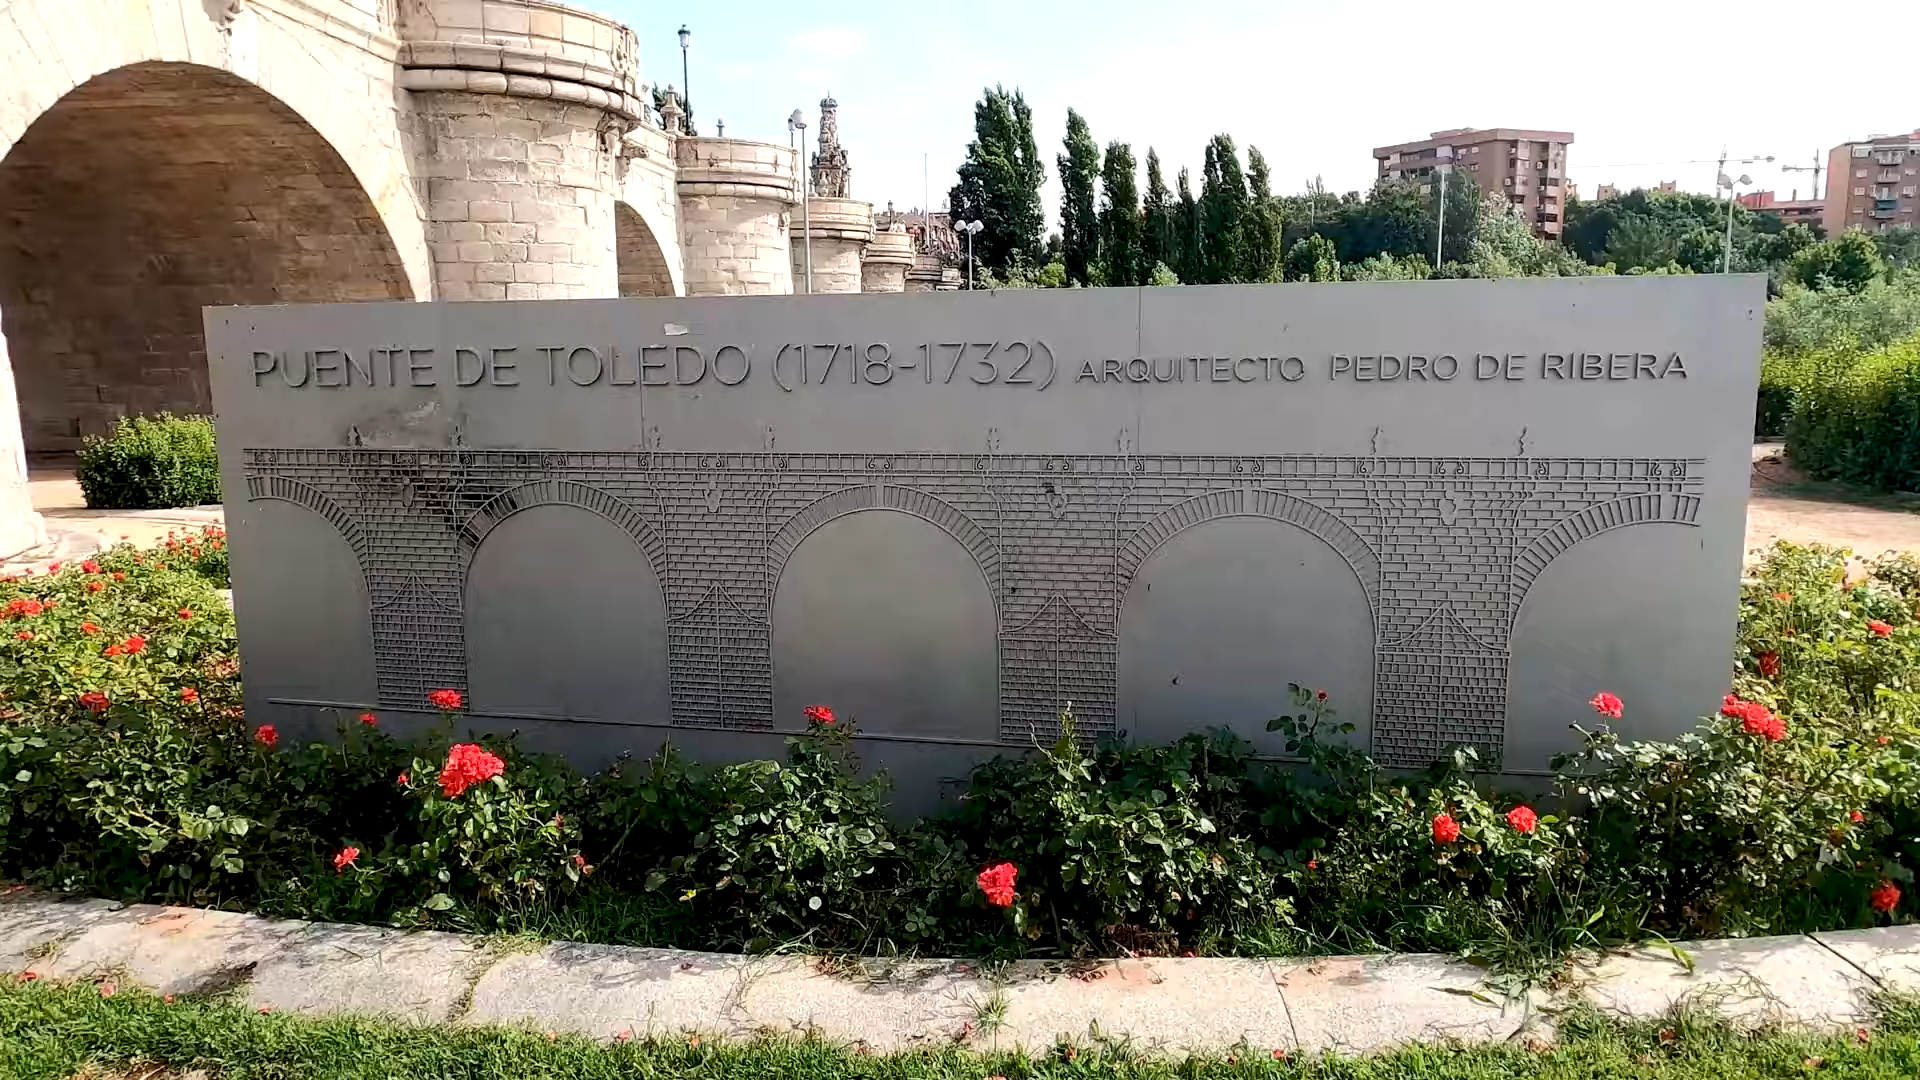 PUENTE DE TOLEDO (1718-1732) ARQUITECTO PEDRO DE RIBERA